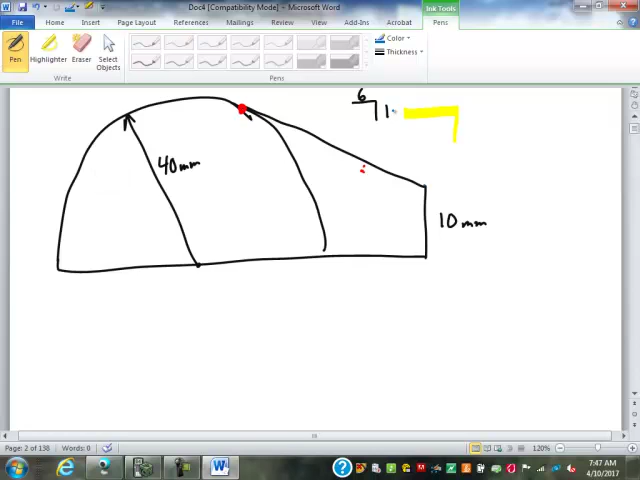 Doc4 [Compatibility Mode] - Microsoft Word
Ink Tools
File
Home
Insert
Page Layout
References
Mailings
Review
View
Add-Ins
Acrobat
Pens
Pen
Highlighter
Eraser
Select
Objects
Color
Thickness
Write
Pens
6
1
40mm
10mm
Page 2 of 138
Words: 0
120%
7:47 AM
4/10/2017